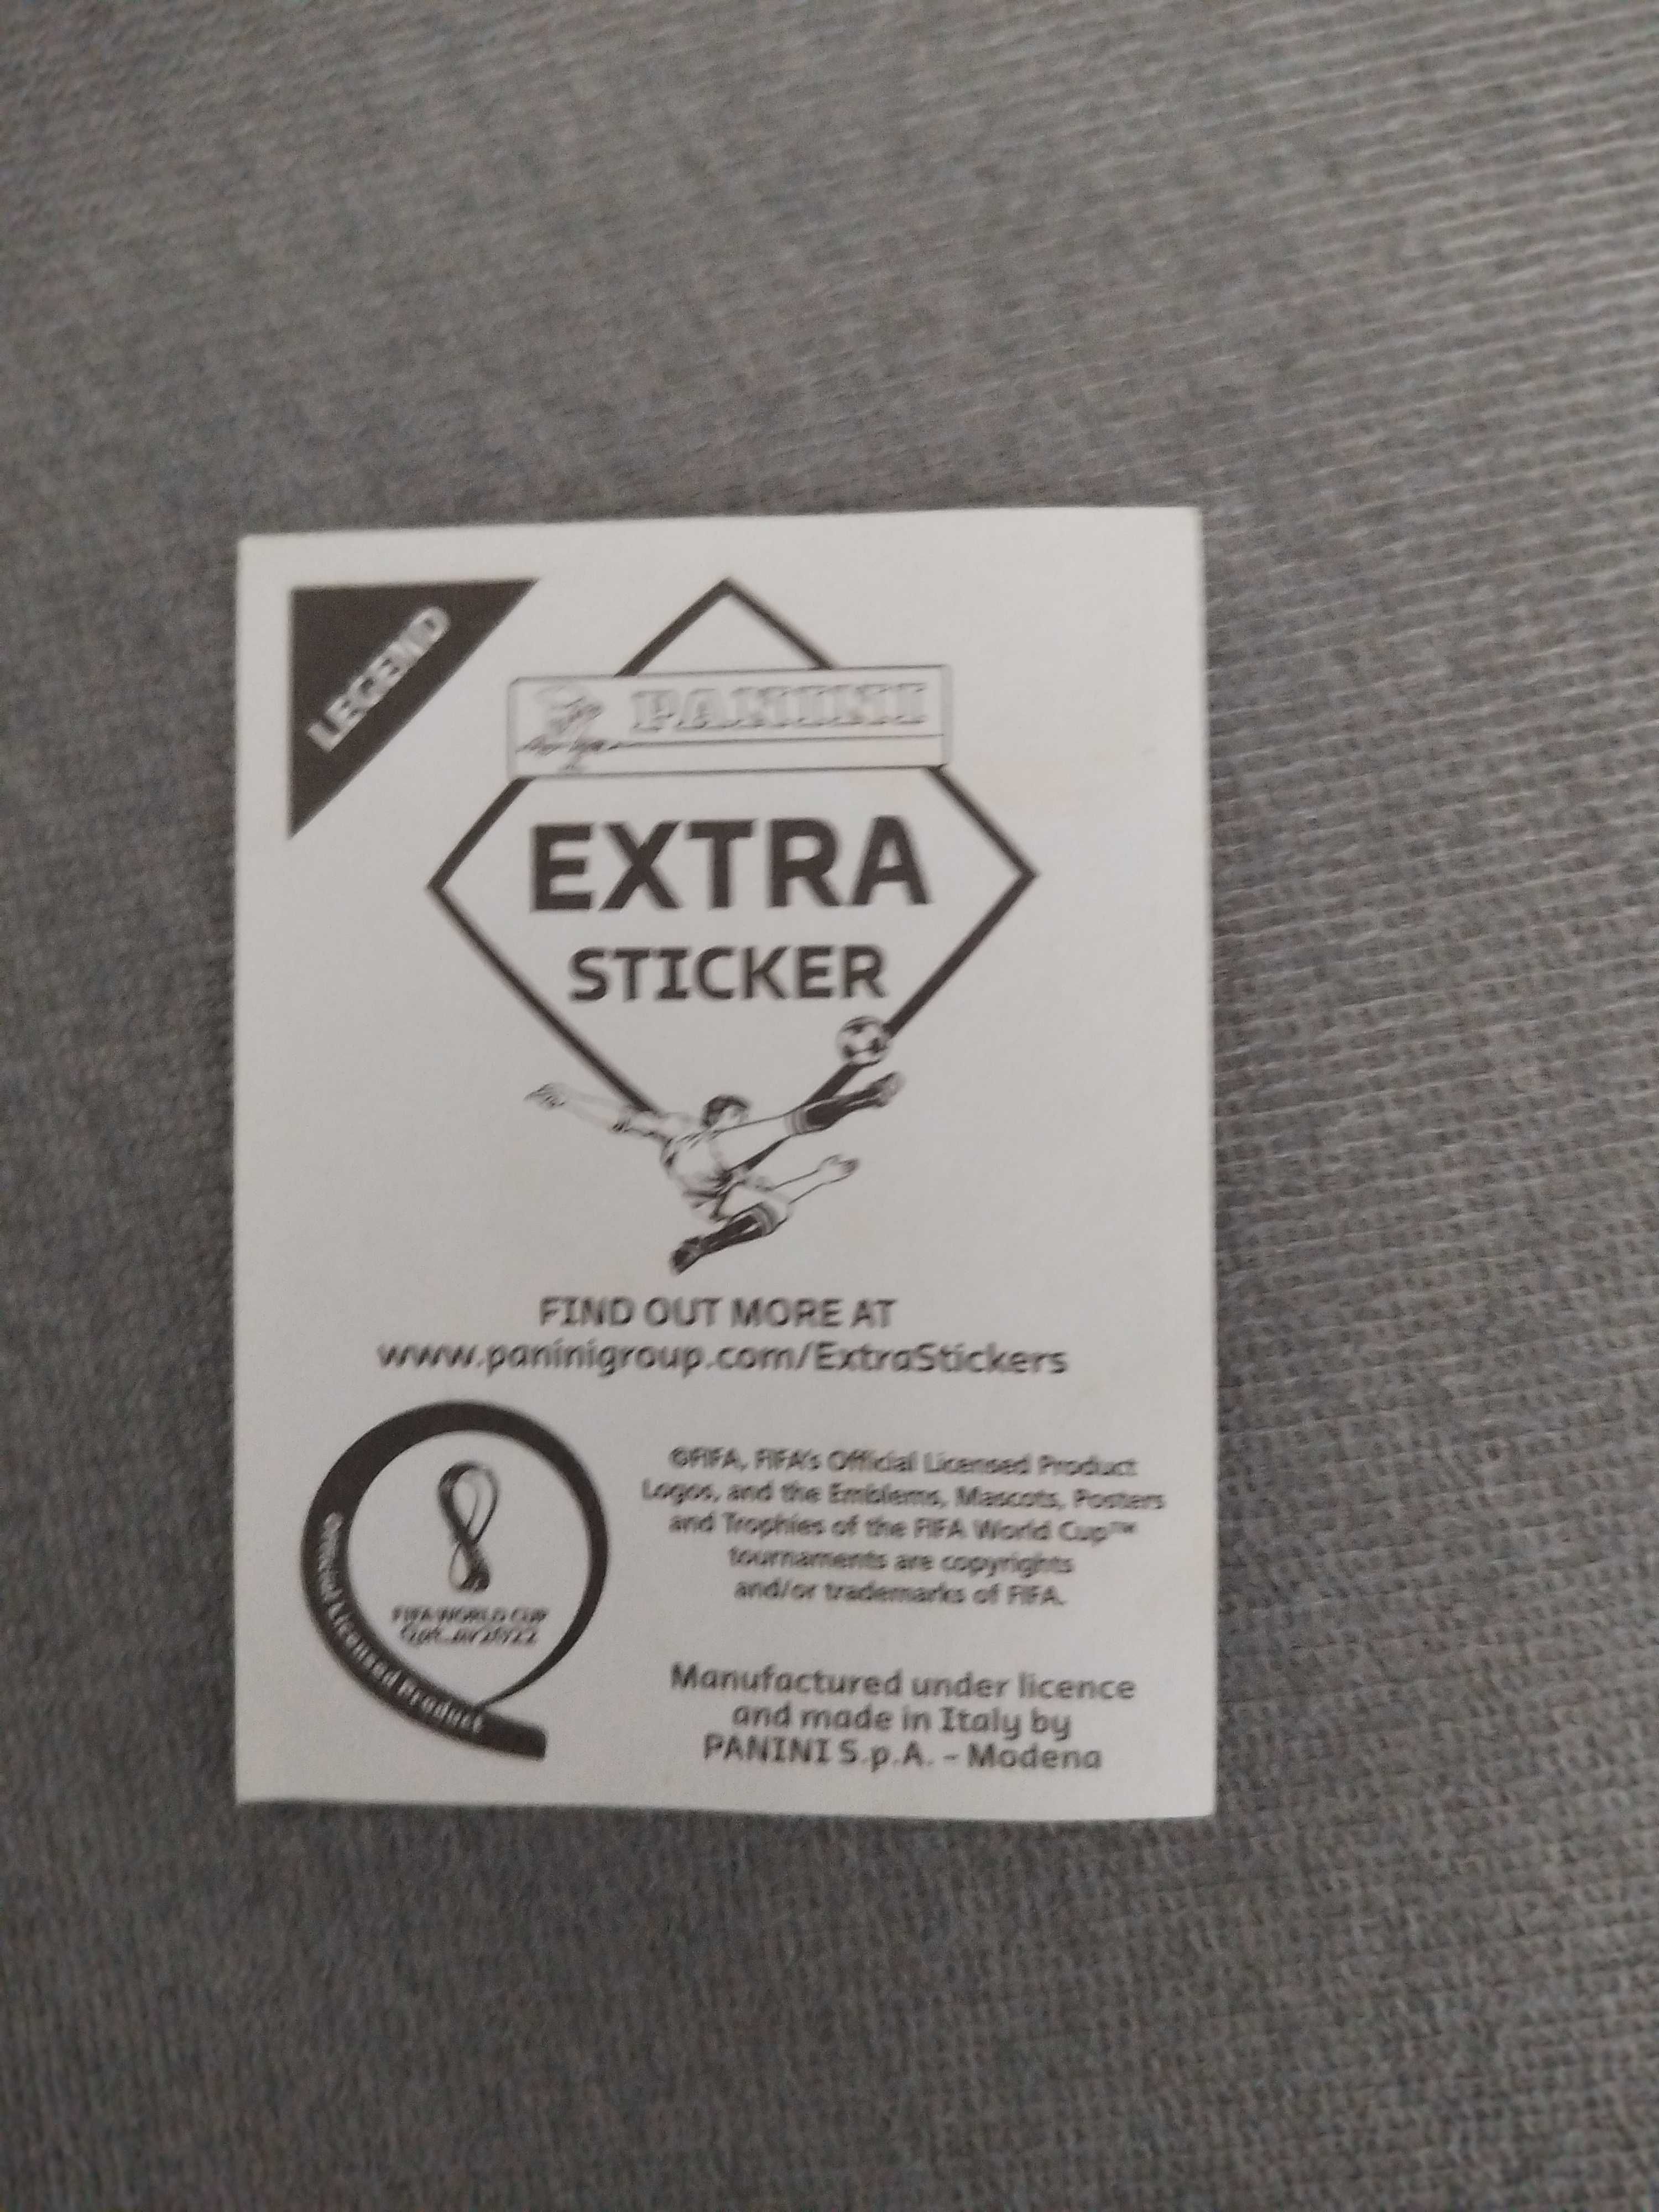 LEGEND
PANINI
EXTRA
STICKER
FIND OUT MORE AT
www.paninigroup.com/ExtraStickers
©FIFA, FIFA's Official Licensed Product
Logos, and the Emblems, Mascots, Posters
and Trophies of the FIFA World Cup™
tournaments are copyrights
and/or trademarks of FIFA.
Official Licensed Product
FIFA WORLD CUP
Qatar2022
Manufactured under licence
and made in Italy by
PANINI S.p.A. - Modena